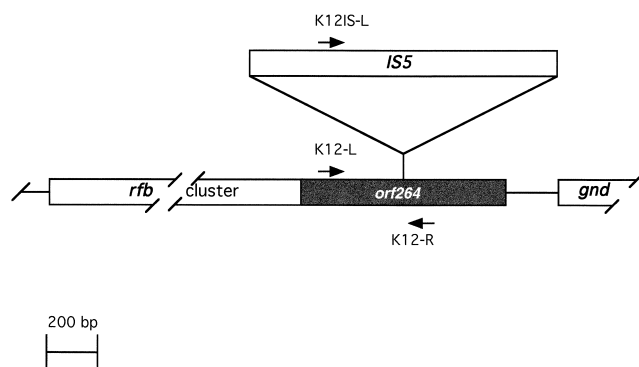 K12IS-L
IS5
K12-L
rfb cluster orf264 gnd
K12-R
200 bp